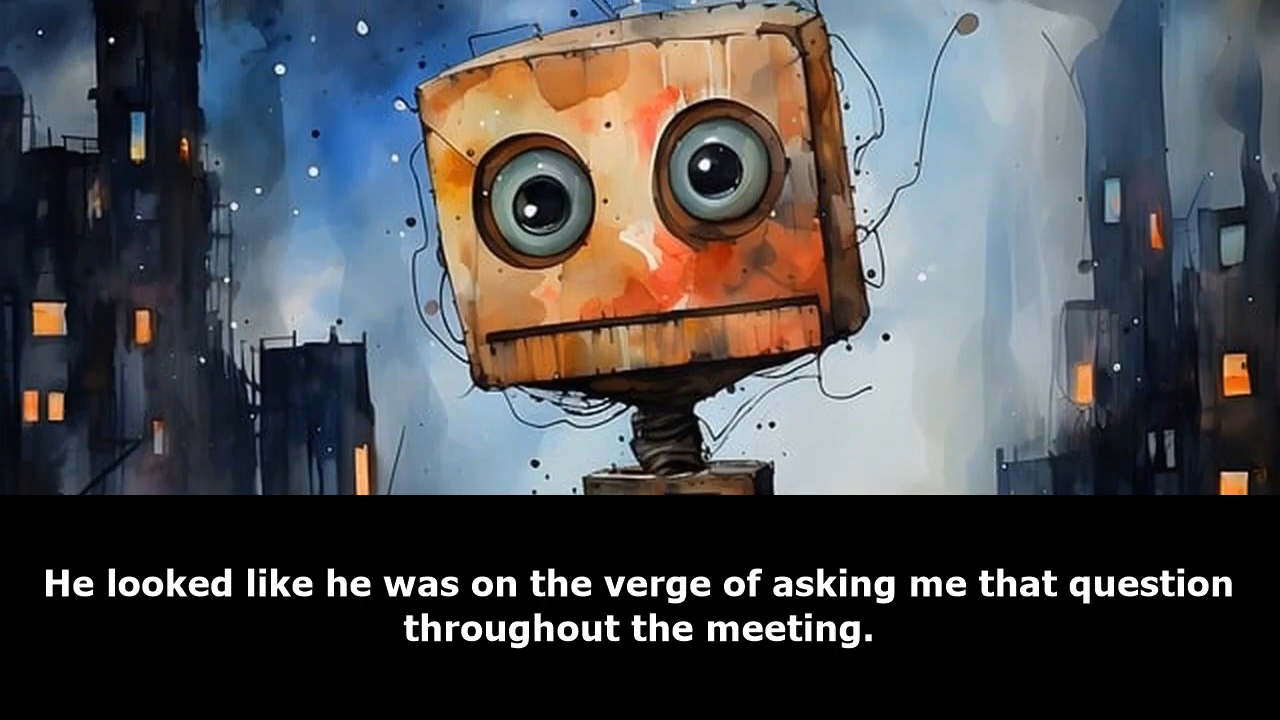 He looked like he was on the verge of asking me that question
throughout the meeting.